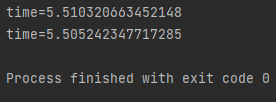 time=5.510320663452148
time=5.505242347717285
Process finished with exit code 0